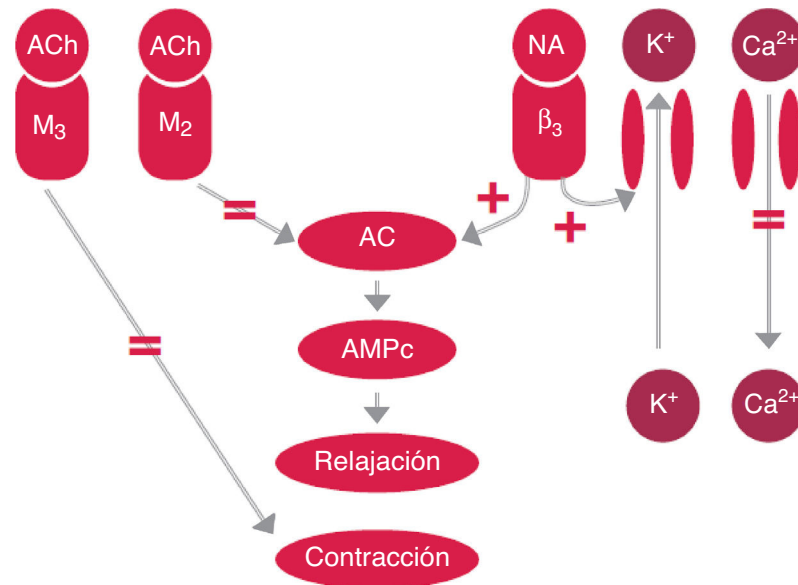 ACh
ACh
NA
K⁺
Ca²⁺
M₃
M₂
β₃
+
+
=
AC
=
=
AMPc
K⁺
Ca²⁺
Relajación
Contracción